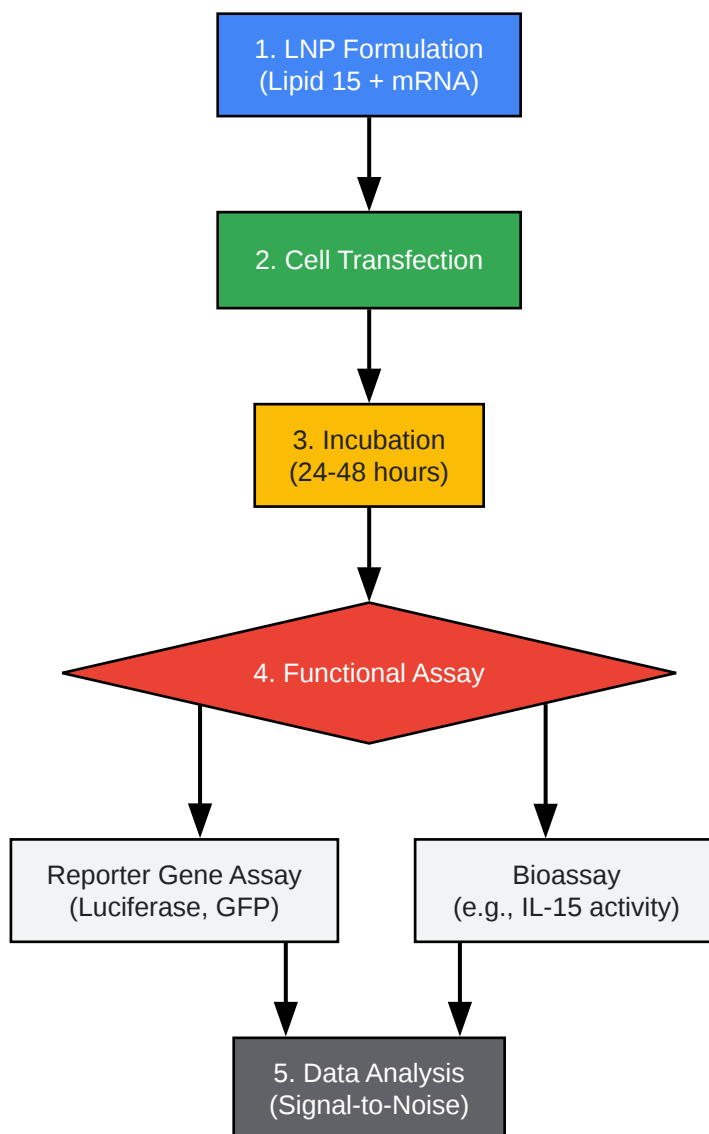 1. LNP Formulation
(Lipid 15 + mRNA)
2. Cell Transfection
3. Incubation
(24-48 hours)
4. Functional Assay
Reporter Gene Assay
(Luciferase, GFP)
Bioassay
(e.g., IL-15 activity)
5. Data Analysis
(Signal-to-Noise)